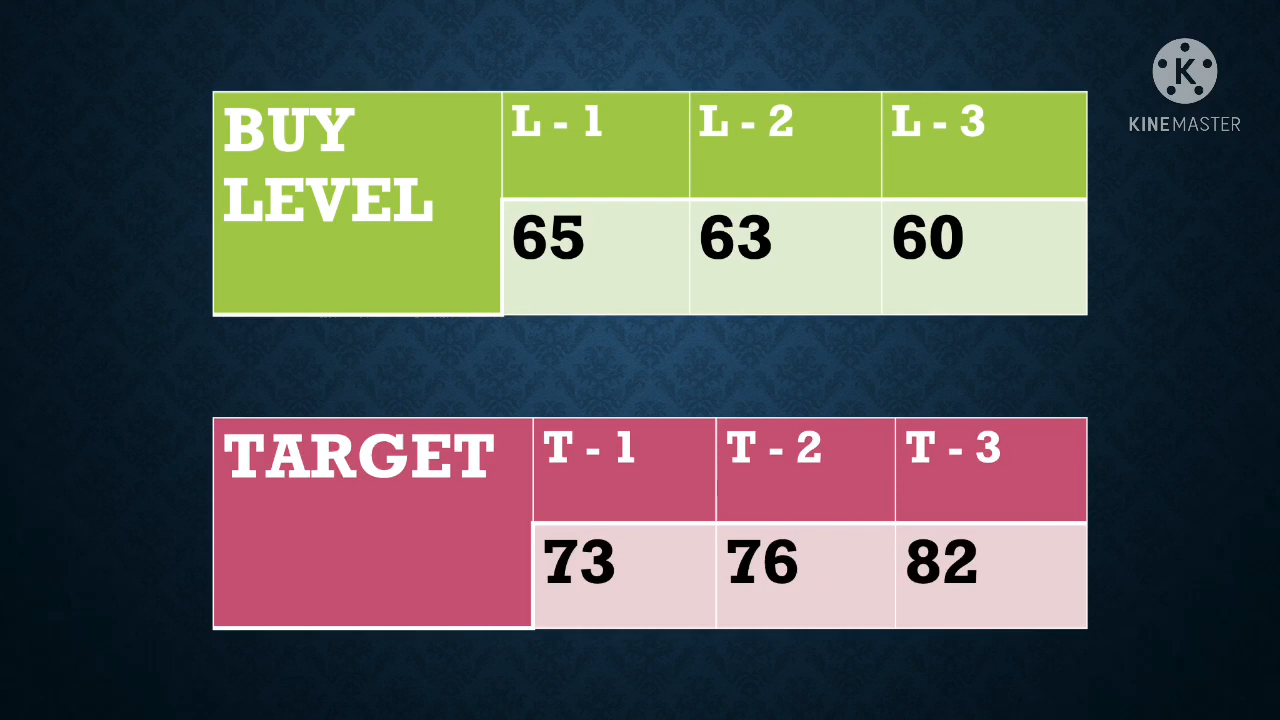 BUY LEVEL
L - 1 L - 2 L - 3
65 63 60
TARGET
T - 1 T - 2 T - 3
73 76 82
K
KINEMASTER